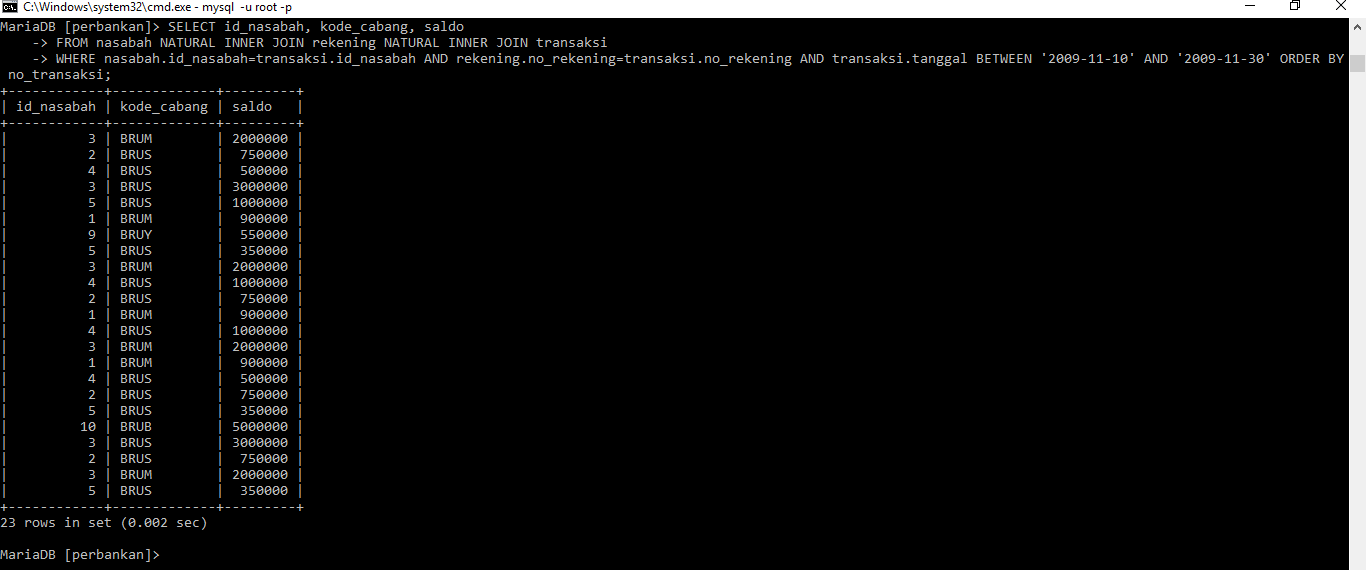 C:\Windows\system32\cmd.exe - mysql -u root -p
MariaDB [perbankan]> SELECT id_nasabah, kode_cabang, saldo
    -> FROM nasabah NATURAL INNER JOIN rekening NATURAL INNER JOIN transaksi
    -> WHERE nasabah.id_nasabah=transaksi.id_nasabah AND rekening.no_rekening=transaksi.no_rekening AND transaksi.tanggal BETWEEN '2009-11-10' AND '2009-11-30' ORDER BY
 no_transaksi;
+------------+-------------+---------+
| id_nasabah | kode_cabang | saldo   |
+------------+-------------+---------+
|          3 | BRUM        | 2000000 |
|          2 | BRUS        |  750000 |
|          4 | BRUS        |  500000 |
|          3 | BRUS        | 3000000 |
|          5 | BRUS        | 1000000 |
|          1 | BRUM        |  900000 |
|          9 | BRUY        |  550000 |
|          5 | BRUS        |  350000 |
|          3 | BRUM        | 2000000 |
|          4 | BRUS        | 1000000 |
|          2 | BRUS        |  750000 |
|          1 | BRUM        |  900000 |
|          4 | BRUS        | 1000000 |
|          3 | BRUM        | 2000000 |
|          1 | BRUM        |  900000 |
|          4 | BRUS        |  500000 |
|          2 | BRUS        |  750000 |
|          5 | BRUS        |  350000 |
|         10 | BRUB        | 5000000 |
|          3 | BRUS        | 3000000 |
|          2 | BRUS        |  750000 |
|          3 | BRUM        | 2000000 |
|          5 | BRUS        |  350000 |
+------------+-------------+---------+
23 rows in set (0.002 sec)
MariaDB [perbankan]>